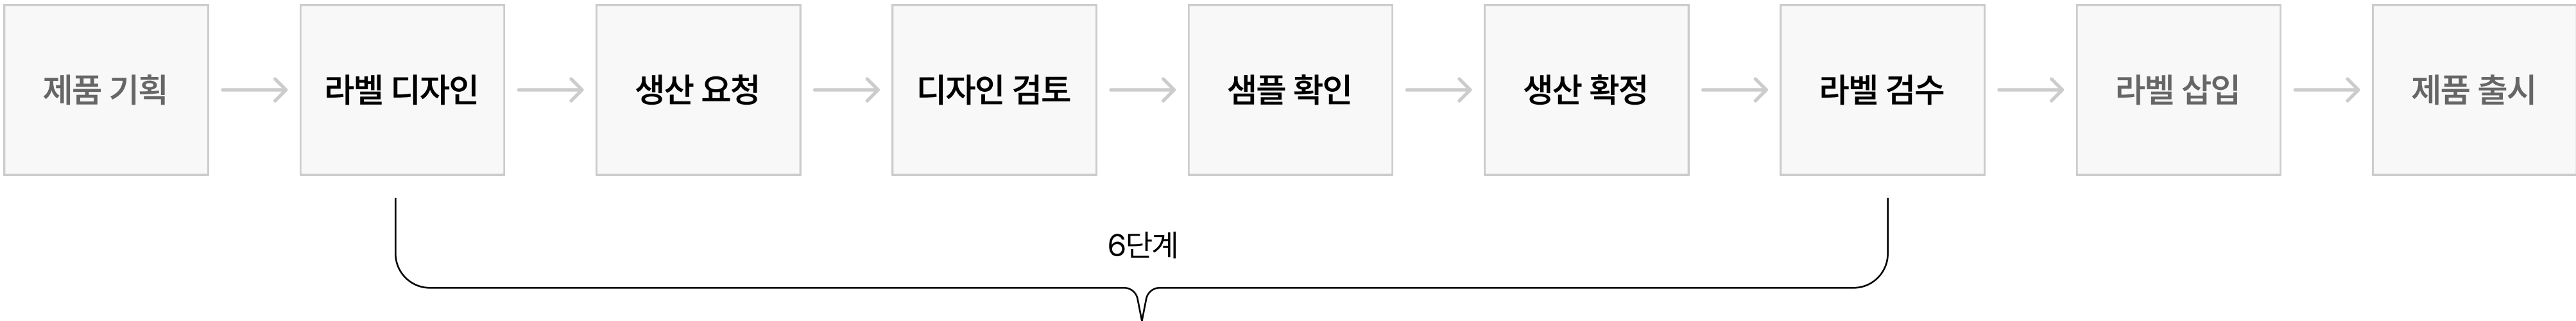 제품 기획
라벨 디자인
생산 요청
디자인 검토
샘플 확인
생산 확정
라벨 검수
라벨 삽입
제품 출시
6단계